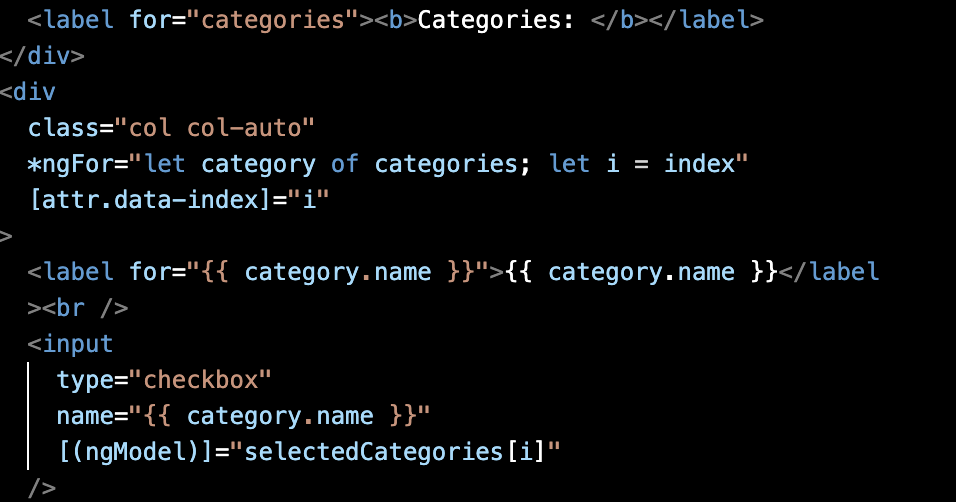 <label for="categories"><b>Categories: </b></label>
</div>
<div
class="col col-auto"
*ngFor="let category of categories; let i = index"
[attr.data-index]="i"
>
<label for="{{ category.name }}">{{ category.name }}</label
><br />
<input
type="checkbox"
name="{{ category.name }}"
[(ngModel)]="selectedCategories[i]"
/>